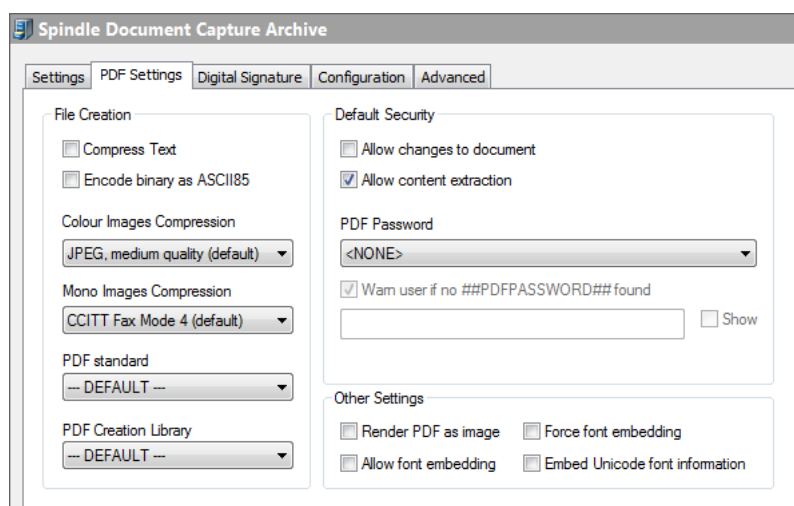 Spindle Document Capture Archive
Settings PDF Settings Digital Signature Configuration Advanced
File Creation
Compress Text
Encode binary as ASCII85
Colour Images Compression
JPEG, medium quality (default)
Mono Images Compression
CCITT Fax Mode 4 (default)
PDF standard
--- DEFAULT ---
PDF Creation Library
--- DEFAULT ---
Default Security
Allow changes to document
Allow content extraction
PDF Password
<NONE>
Warn user if no ##PDFPASSWORD## found
Show
Other Settings
Render PDF as image Force font embedding
Allow font embedding Embed Unicode font information